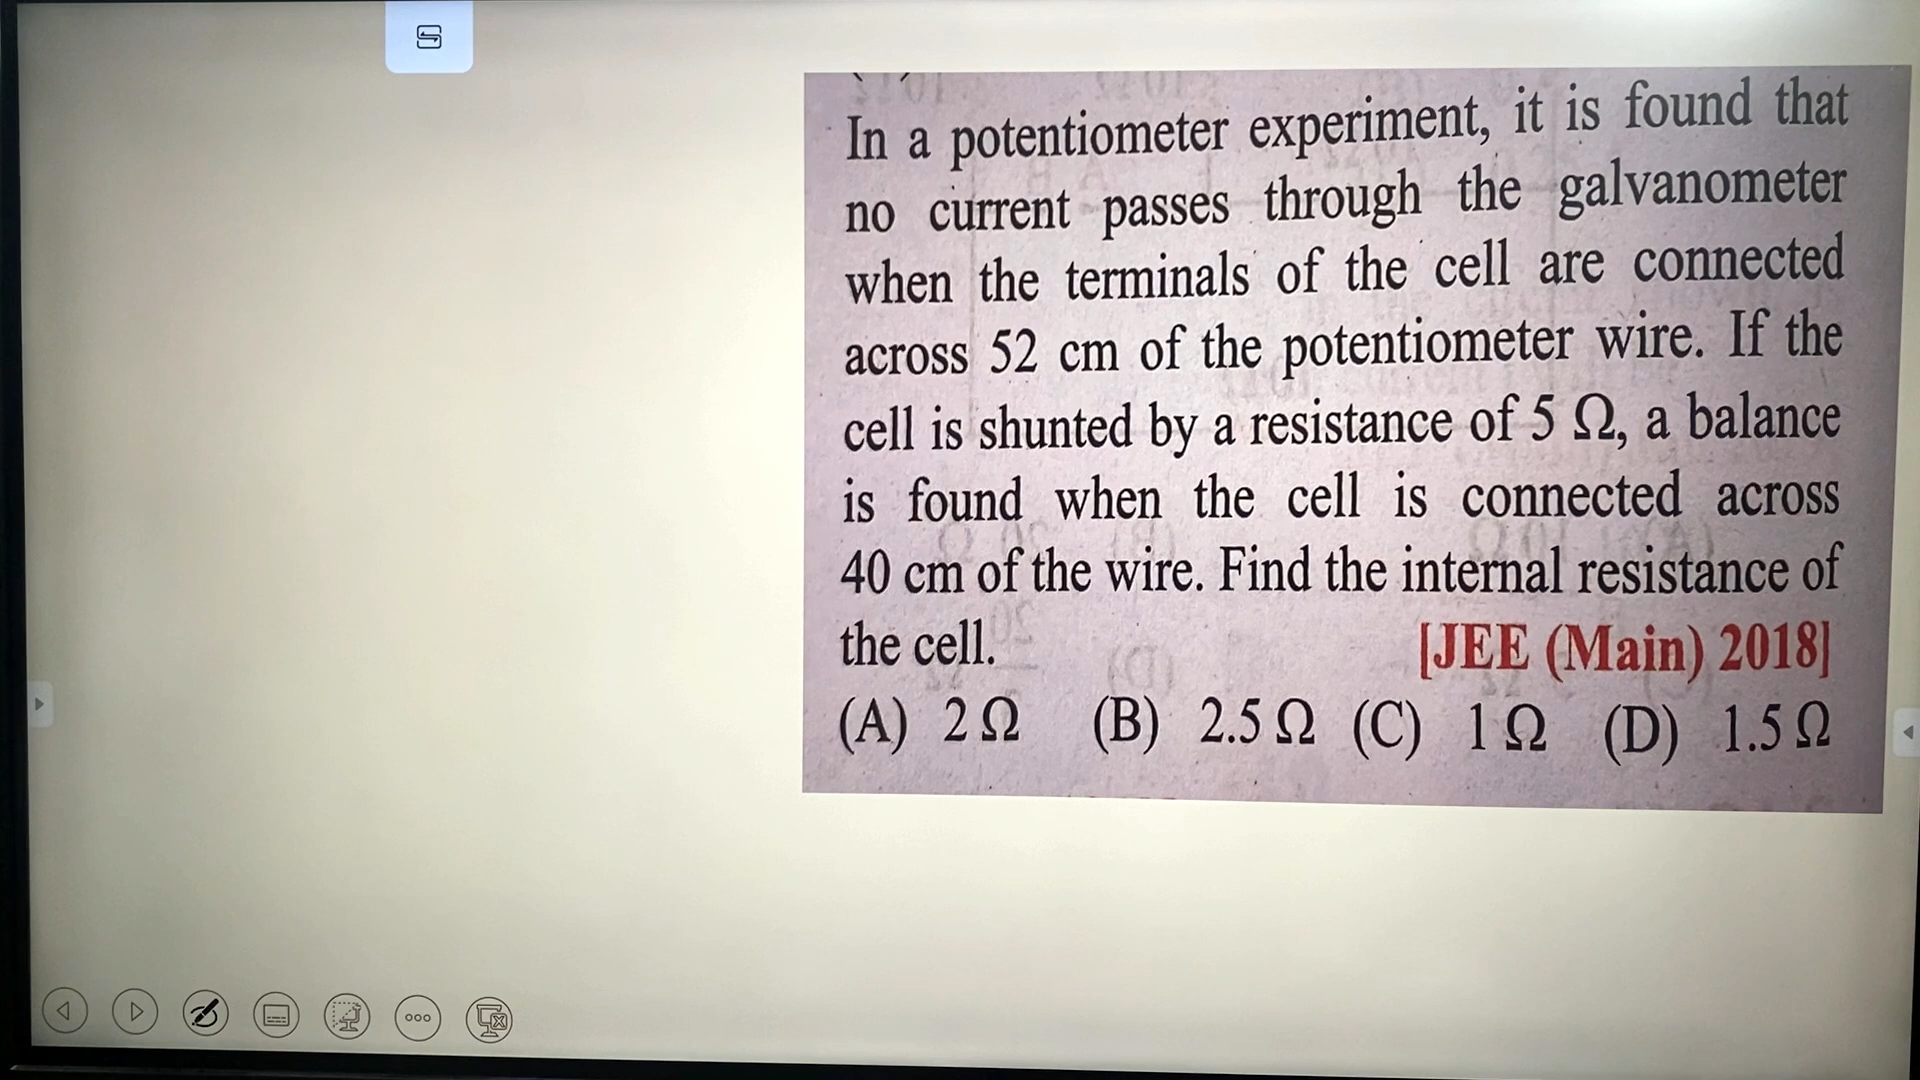 In a potentiometer experiment, it is found that
no current passes through the galvanometer
when the terminals of the cell are connected
across 52 cm of the potentiometer wire. If the
cell is shunted by a resistance of 5 Ω, a balance
is found when the cell is connected across
40 cm of the wire. Find the internal resistance of
the cell. [JEE (Main) 2018]
(A) 2 Ω (B) 2.5 Ω (C) 1 Ω (D) 1.5 Ω